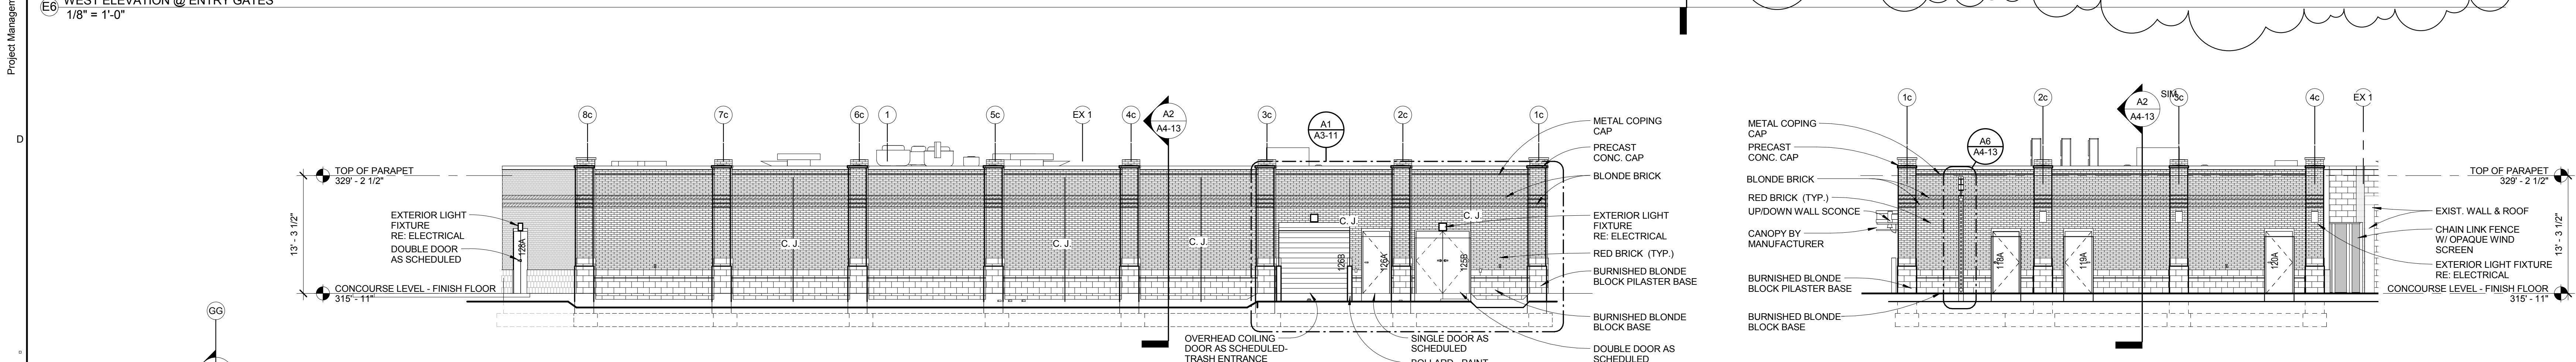 Project Managem
E6
WEST ELEVATION @ ENTRY GATES
1/8" = 1'-0"
D
8c
7c
6c
1
5c
EX 1
4c
A2
A4-13
3c
A1
A3-11
2c
1c
TOP OF PARAPET
329' - 2 1/2"
13' - 3 1/2"
EXTERIOR LIGHT
FIXTURE
RE: ELECTRICAL
DOUBLE DOOR
AS SCHEDULED
128A
CONCOURSE LEVEL - FINISH FLOOR
315' - 11"
GG
C. J.
C. J.
C. J.
C. J.
C. J.
126B
126A
125B
METAL COPING
CAP
PRECAST
CONC. CAP
BLONDE BRICK
EXTERIOR LIGHT
FIXTURE
RE: ELECTRICAL
RED BRICK (TYP.)
BURNISHED BLONDE
BLOCK PILASTER BASE
BURNISHED BLONDE
BLOCK BASE
DOUBLE DOOR AS
SCHEDULED
OVERHEAD COILING
DOOR AS SCHEDULED-
TRASH ENTRANCE
SINGLE DOOR AS
SCHEDULED
BOLLARD - PAINT
1c
2c
A2
A4-13
SIM
3c
4c
EX 1
METAL COPING
CAP
PRECAST
CONC. CAP
A6
A4-13
BLONDE BRICK
RED BRICK (TYP.)
UP/DOWN WALL SCONCE
CANOPY BY
MANUFACTURER
BURNISHED BLONDE
BLOCK PILASTER BASE
BURNISHED BLONDE
BLOCK BASE
118A
119A
120A
TOP OF PARAPET
329' - 2 1/2"
13' - 3 1/2"
EXIST. WALL & ROOF
CHAIN LINK FENCE
W/ OPAQUE WIND
SCREEN
EXTERIOR LIGHT FIXTURE
RE: ELECTRICAL
CONCOURSE LEVEL - FINISH FLOOR
315' - 11"